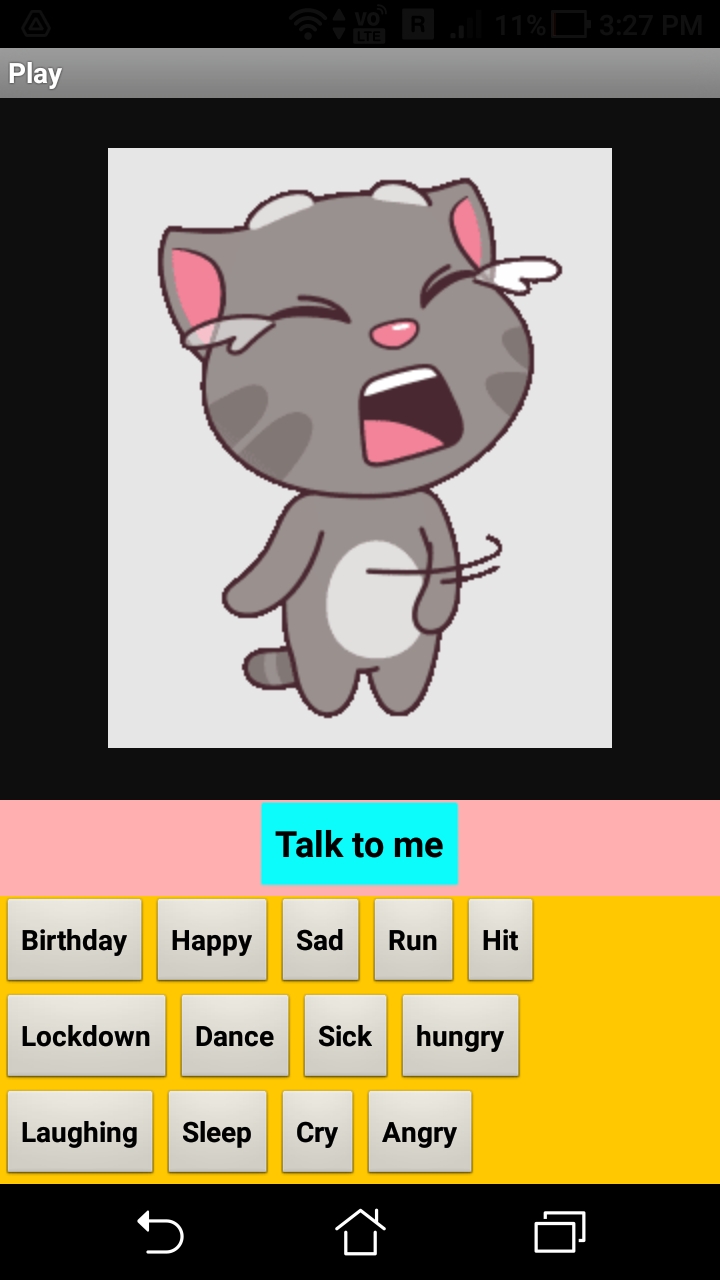 VO LTE R 11% 3:27 PM
Play
Talk to me
Birthday Happy Sad Run Hit
Lockdown Dance Sick hungry
Laughing Sleep Cry Angry